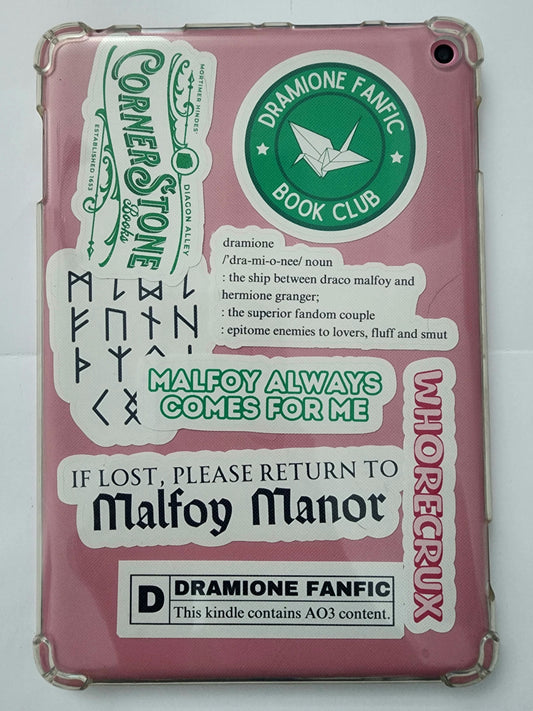 MORTIMER HINDES'
CORNERSTONE
Books
ESTABLISHED 1653
DIAGON ALLEY
DRAMIONE FANFIC
BOOK CLUB
dramione
/'dra-mi-o-nee/ noun
: the ship between draco malfoy and
hermione granger;
: the superior fandom couple
: epitome enemies to lovers, fluff and smut
ᚠ ᚢ ᚾ ᚺ
MALFOY ALWAYS
COMES FOR ME
WHORECRUX
IF LOST, PLEASE RETURN TO
Malfoy Manor
D DRAMIONE FANFIC
This kindle contains AO3 content.